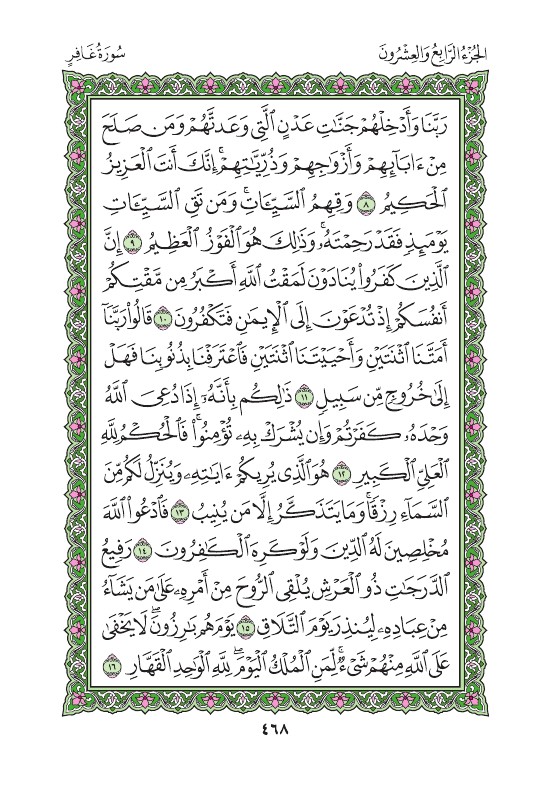 الجُزْءُ الرَّابِعُ وَالعِشْرُونَ
سُورَةُ غَافِرٍ
رَبَّنَا وَأَدْخِلْهُمْ جَنَّٰتِ عَدْنٍ ٱلَّتِى وَعَدتَّهُمْ وَمَن صَلَحَ
مِنْ ءَابَآئِهِمْ وَأَزْوَٰجِهِمْ وَذُرِّيَّٰتِهِمْ ۚ إِنَّكَ أَنتَ ٱلْعَزِيزُ
ٱلْحَكِيمُ ٨ وَقِهِمُ ٱلسَّيِّـَٔاتِ ۚ وَمَن تَقِ ٱلسَّيِّـَٔاتِ
يَوْمَئِذٍ فَقَدْ رَحِمْتَهُۥ ۚ وَذَٰلِكَ هُوَ ٱلْفَوْزُ ٱلْعَظِيمُ ٩ إِنَّ
ٱلَّذِينَ كَفَرُوا۟ يُنَادَوْنَ لَمَقْتُ ٱللَّهِ أَكْبَرُ مِن مَّقْتِكُمْ
أَنفُسَكُمْ إِذْ تُدْعَوْنَ إِلَى ٱلْإِيمَٰنِ فَتَكْفُرُونَ ١٠ قَالُوا۟ رَبَّنَآ
أَمَتَّنَا ٱثْنَتَيْنِ وَأَحْيَيْتَنَا ٱثْنَتَيْنِ فَٱعْتَرَفْنَا بِذُنُوبِنَا فَهَلْ
إِلَىٰ خُرُوجٍ مِّن سَبِيلٍ ١١ ذَٰلِكُم بِأَنَّهُۥٓ إِذَا دُعِىَ ٱللَّهُ
وَحْدَهُۥ كَفَرْتُمْ وَإِن يُشْرَكْ بِهِۦ تُؤْمِنُوا۟ ۚ فَٱلْحُكْمُ لِلَّهِ
ٱلْعَلِىِّ ٱلْكَبِيرِ ١٢ هُوَ ٱلَّذِى يُرِيكُمْ ءَايَٰتِهِۦ وَيُنَزِّلُ لَكُم مِّنَ
ٱلسَّمَآءِ رِزْقًا ۚ وَمَا يَتَذَكَّرُ إِلَّا مَن يُنِيبُ ١٣ فَٱدْعُوا۟ ٱللَّهَ
مُخْلِصِينَ لَهُ ٱلدِّينَ وَلَوْ كَرِهَ ٱلْكَٰفِرُونَ ١٤ رَفِيعُ
ٱلدَّرَجَٰتِ ذُو ٱلْعَرْشِ يُلْقِى ٱلرُّوحَ مِنْ أَمْرِهِۦ عَلَىٰ مَن يَشَآءُ
مِنْ عِبَادِهِۦ لِيُنذِرَ يَوْمَ ٱلتَّلَاقِ ١٥ يَوْمَ هُم بَٰرِزُونَ ۖ لَا يَخْفَىٰ
عَلَى ٱللَّهِ مِنْهُمْ شَىْءٌ ۚ لِّمَنِ ٱلْمُلْكُ ٱلْيَوْمَ ۖ لِلَّهِ ٱلْوَٰحِدِ ٱلْقَهَّارِ ١٦
٤٦٨